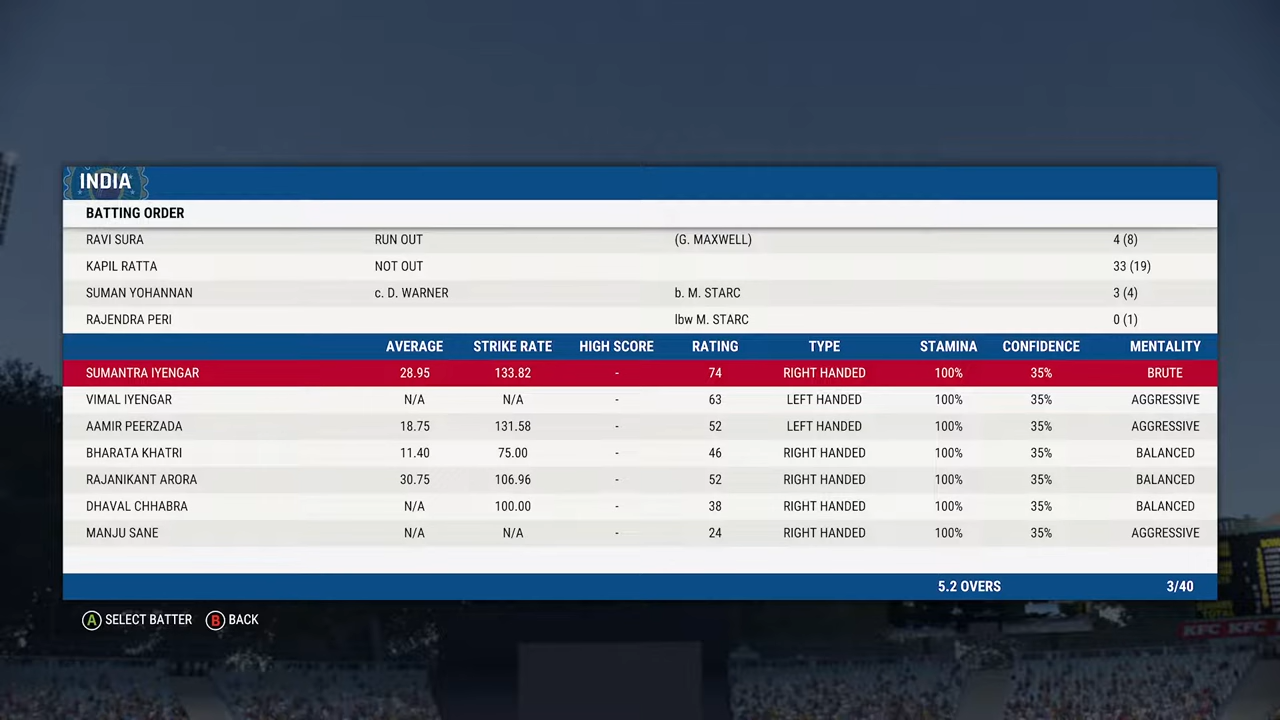 INDIA
BATTING ORDER
RAVI SURA RUN OUT (G. MAXWELL) 4 (8)
KAPIL RATTA NOT OUT 33 (19)
SUMAN YOHANNAN c. D. WARNER b. M. STARC 3 (4)
RAJENDRA PERI lbw M. STARC 0 (1)
AVERAGE STRIKE RATE HIGH SCORE RATING TYPE STAMINA CONFIDENCE MENTALITY
SUMANTRA IYENGAR 28.95 133.82 - 74 RIGHT HANDED 100% 35% BRUTE
VIMAL IYENGAR N/A N/A - 63 LEFT HANDED 100% 35% AGGRESSIVE
AAMIR PEERZADA 18.75 131.58 - 52 LEFT HANDED 100% 35% AGGRESSIVE
BHARATA KHATRI 11.40 75.00 - 46 RIGHT HANDED 100% 35% BALANCED
RAJANIKANT ARORA 30.75 106.96 - 52 RIGHT HANDED 100% 35% BALANCED
DHAVAL CHHABRA N/A 100.00 - 38 RIGHT HANDED 100% 35% BALANCED
MANJU SANE N/A N/A - 24 RIGHT HANDED 100% 35% AGGRESSIVE
5.2 OVERS 3/40
A SELECT BATTER B BACK
KFC KFC